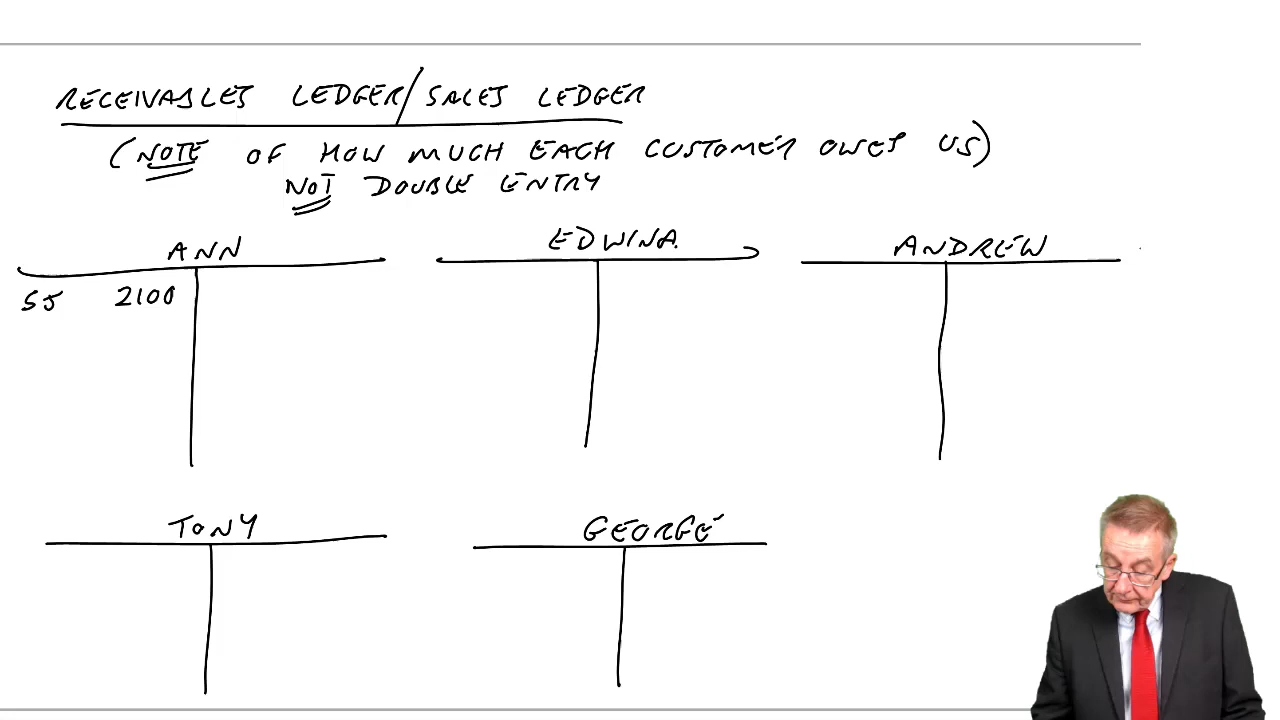 RECEIVABLES LEDGER/SALES LEDGER
(NOTE OF HOW MUCH EACH CUSTOMER OWES US)
NOT DOUBLE ENTRY
ANN
EDWINA
ANDREW
SJ 2100
TONY
GEORGE